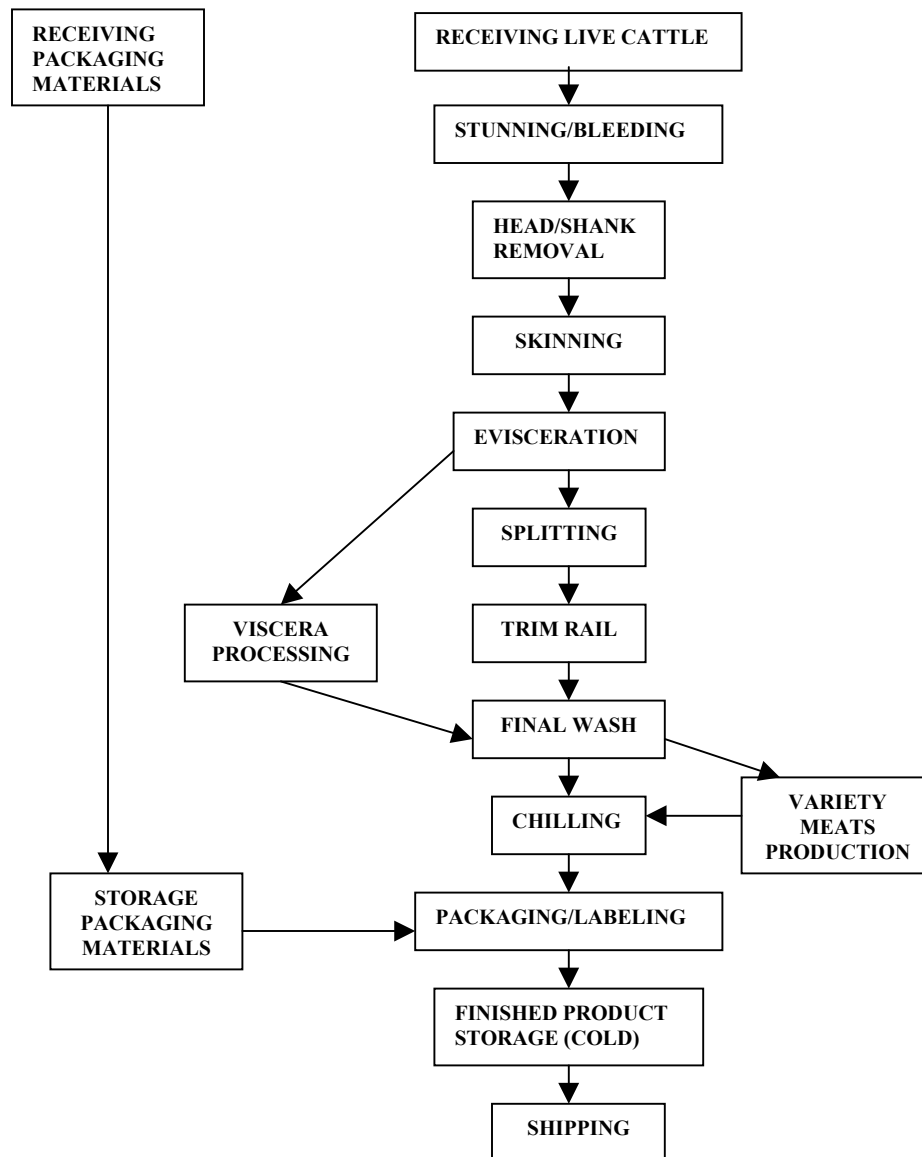 RECEIVING
PACKAGING
MATERIALS
RECEIVING LIVE CATTLE
STUNNING/BLEEDING
HEAD/SHANK
REMOVAL
SKINNING
EVISCERATION
SPLITTING
VISCERA
PROCESSING
TRIM RAIL
FINAL WASH
CHILLING
VARIETY
MEATS
PRODUCTION
STORAGE
PACKAGING
MATERIALS
PACKAGING/LABELING
FINISHED PRODUCT
STORAGE (COLD)
SHIPPING